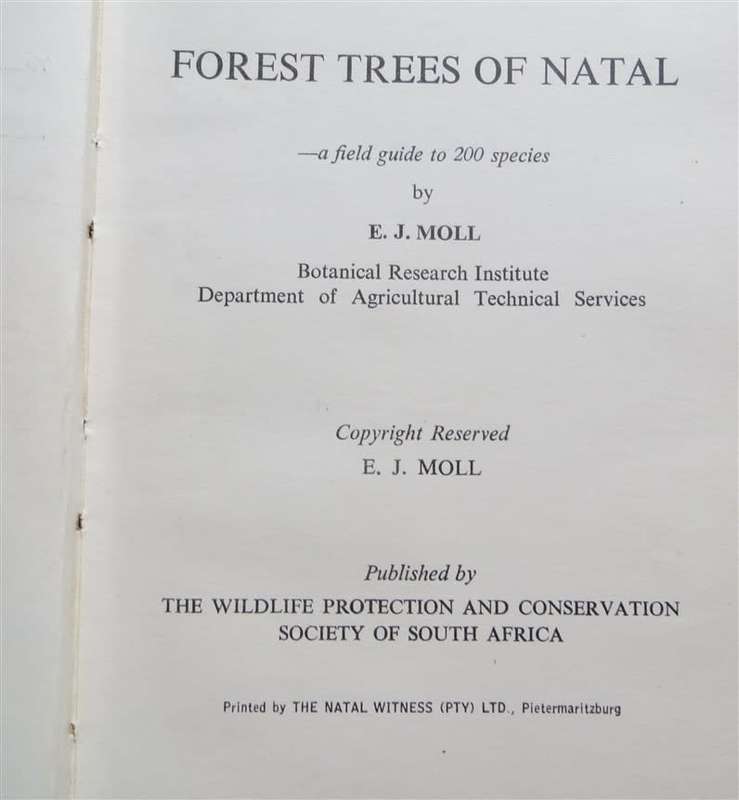 FOREST TREES OF NATAL
—a field guide to 200 species
by
E. J. MOLL
Botanical Research Institute
Department of Agricultural Technical Services
Copyright Reserved
E. J. MOLL
Published by
THE WILDLIFE PROTECTION AND CONSERVATION
SOCIETY OF SOUTH AFRICA
Printed by THE NATAL WITNESS (PTY) LTD., Pietermaritzburg